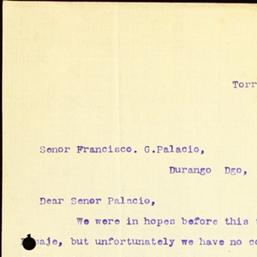 Torr
Senor Francisco. G.Palacio,
Durango Dgo,
Dear Senor Palacio,
We were in hopes before this
but unfortunately we have no co